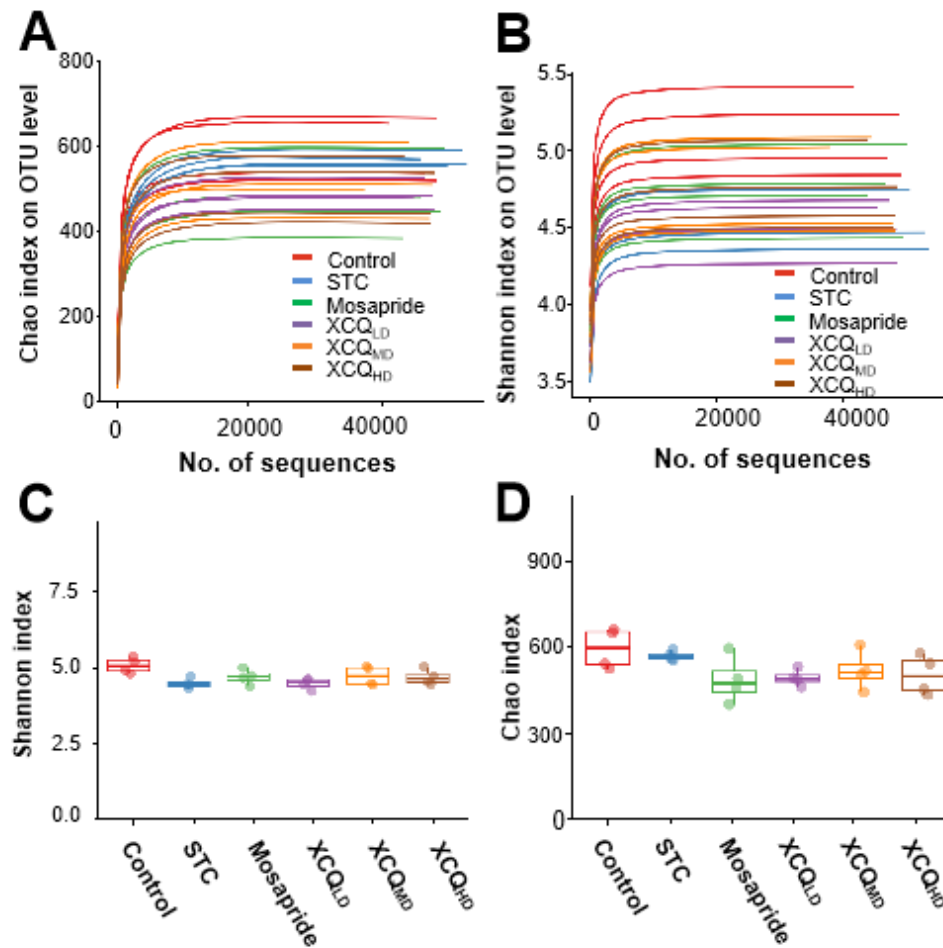 A
Chao index on OTU level
800
600
400
200
0
Control
STC
Mosapride
XCQLD
XCQMD
XCQHD
0
20000
40000
No. of sequences
B
Shannon index on OTU level
5.5
5.0
4.5
4.0
3.5
Control
STC
Mosapride
XCQLD
XCQMD
XCQHD
0
20000
40000
No. of sequences
C
Shannon index
7.5
5.0
2.5
0.0
Control
STC
Mosapride
XCQLD
XCQMD
XCQHD
D
Chao index
900
600
300
0
Control
STC
Mosapride
XCQLD
XCQMD
XCQHD